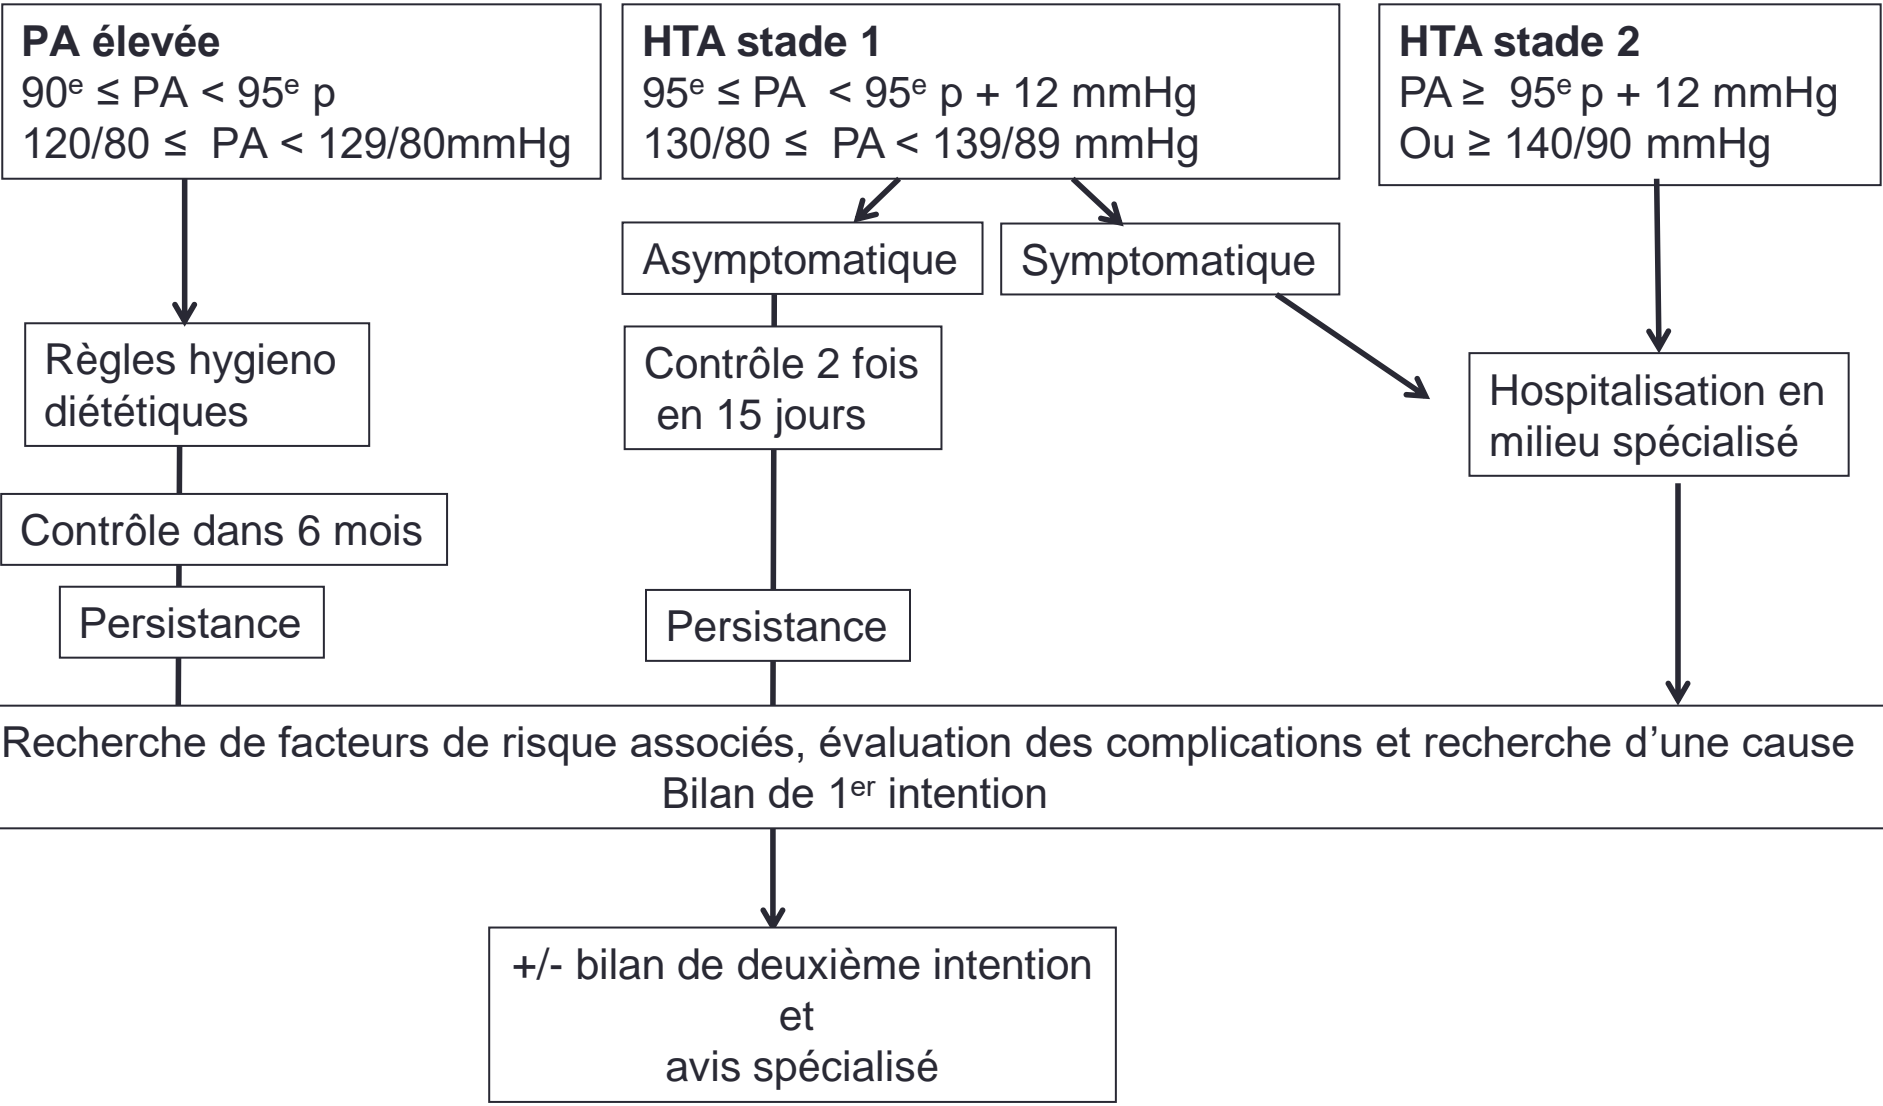 PA élevée
90ᵉ ≤ PA < 95ᵉ p
120/80 ≤ PA < 129/80mmHg
HTA stade 1
95ᵉ ≤ PA < 95ᵉ p + 12 mmHg
130/80 ≤ PA < 139/89 mmHg
HTA stade 2
PA ≥ 95ᵉ p + 12 mmHg
Ou ≥ 140/90 mmHg
Asymptomatique
Symptomatique
Règles hygieno
diététiques
Contrôle 2 fois
en 15 jours
Hospitalisation en
milieu spécialisé
Contrôle dans 6 mois
Persistance
Persistance
Recherche de facteurs de risque associés, évaluation des complications et recherche d’une cause
Bilan de 1ᵉʳ intention
+/- bilan de deuxième intention
et
avis spécialisé